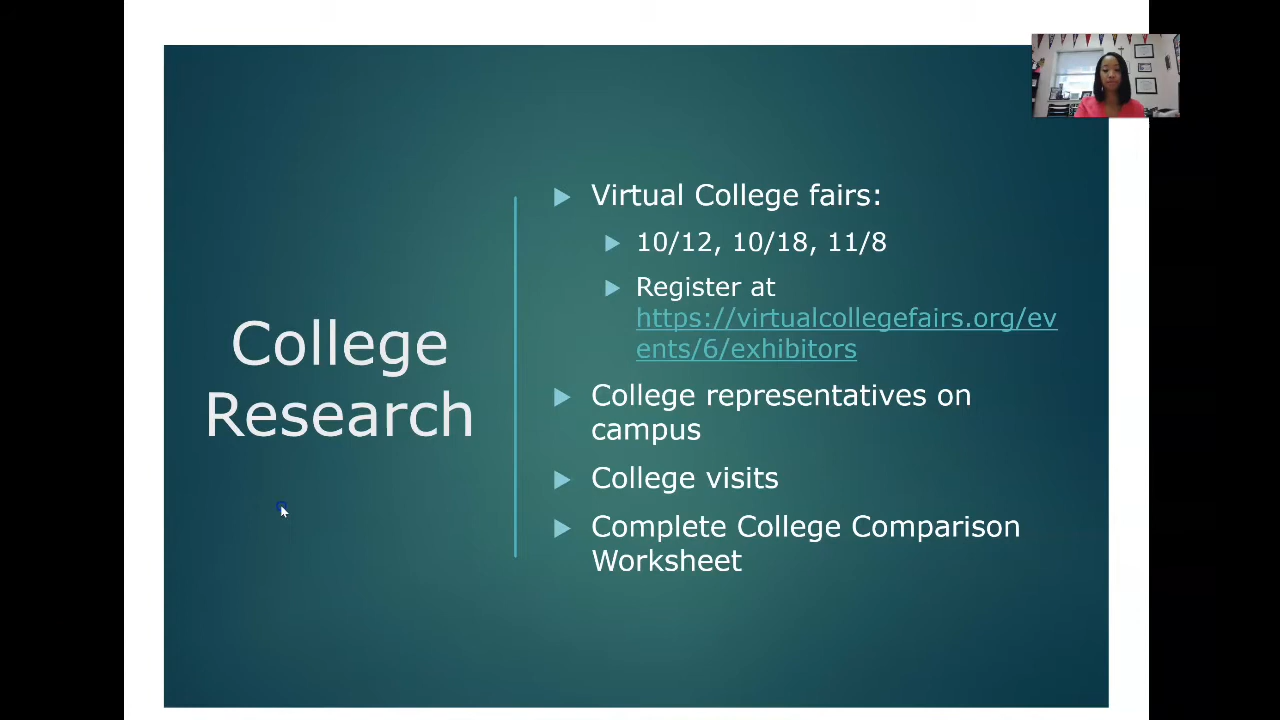 College
Research
Virtual College fairs:
10/12, 10/18, 11/8
Register at
https://virtualcollegefairs.org/ev
ents/6/exhibitors
College representatives on
campus
College visits
Complete College Comparison
Worksheet